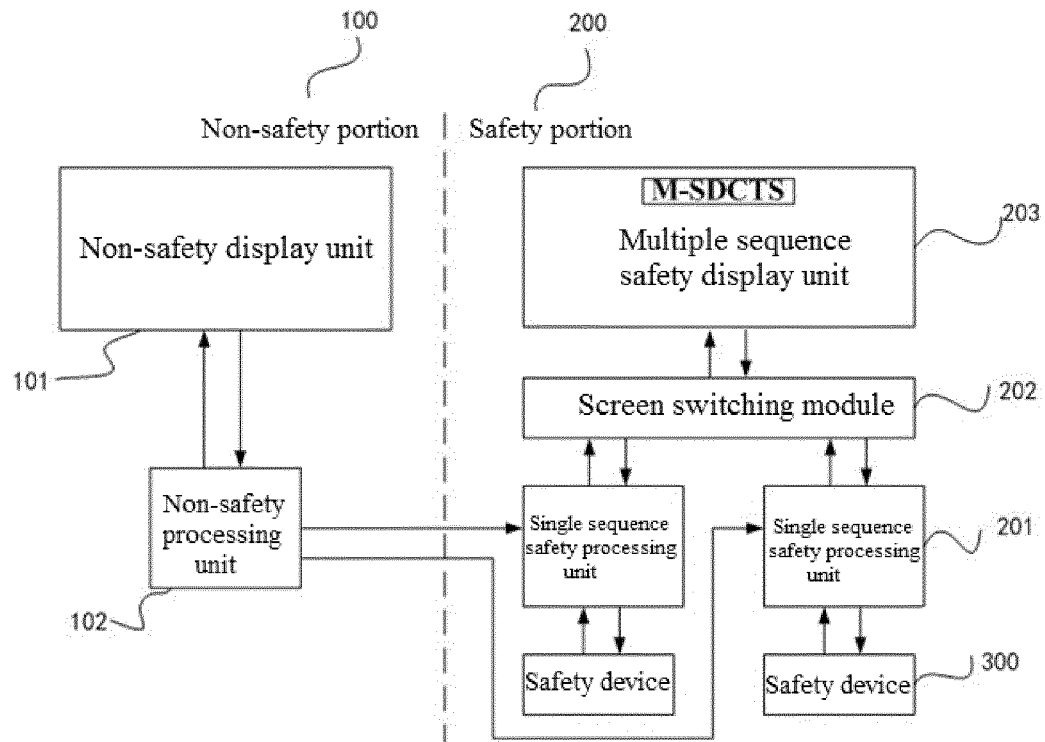 100
200
Non-safety portion
Safety portion
Non-safety display unit
M-SDCTS
Multiple sequence
safety display unit
203
101
Screen switching module
202
Non-safety
processing
unit
Single sequence
safety processing
unit
Single sequence
safety processing
unit
201
102
Safety device
Safety device
300